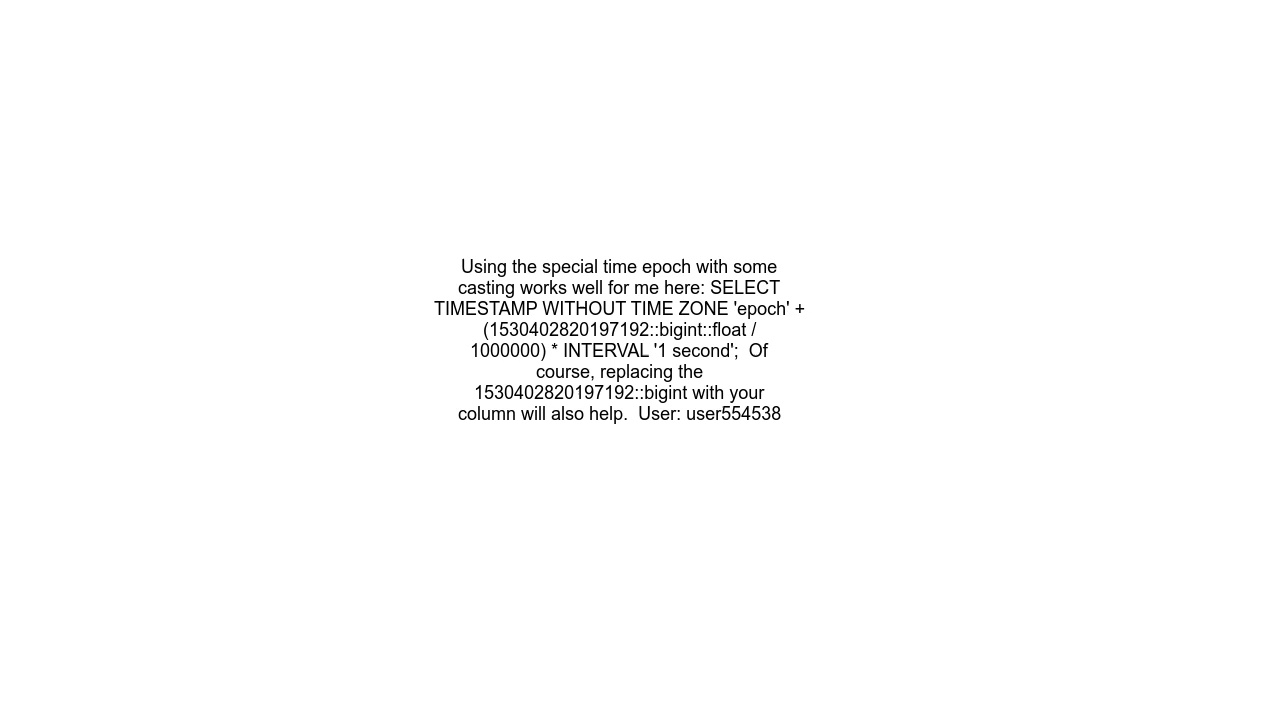 Using the special time epoch with some
casting works well for me here: SELECT
TIMESTAMP WITHOUT TIME ZONE 'epoch' +
(1530402820197192::bigint::float /
1000000) * INTERVAL '1 second';  Of
course, replacing the
1530402820197192::bigint with your
column will also help.  User: user554538